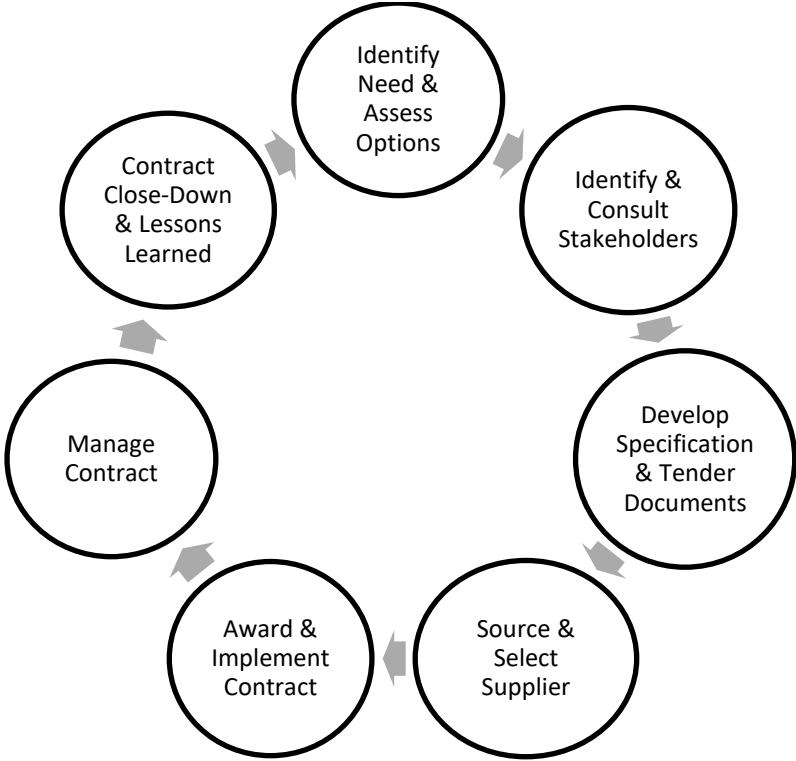 Identify
Need &
Assess
Options
Identify &
Consult
Stakeholders
Develop
Specification
& Tender
Documents
Source &
Select
Supplier
Award &
Implement
Contract
Manage
Contract
Contract
Close-Down
& Lessons
Learned